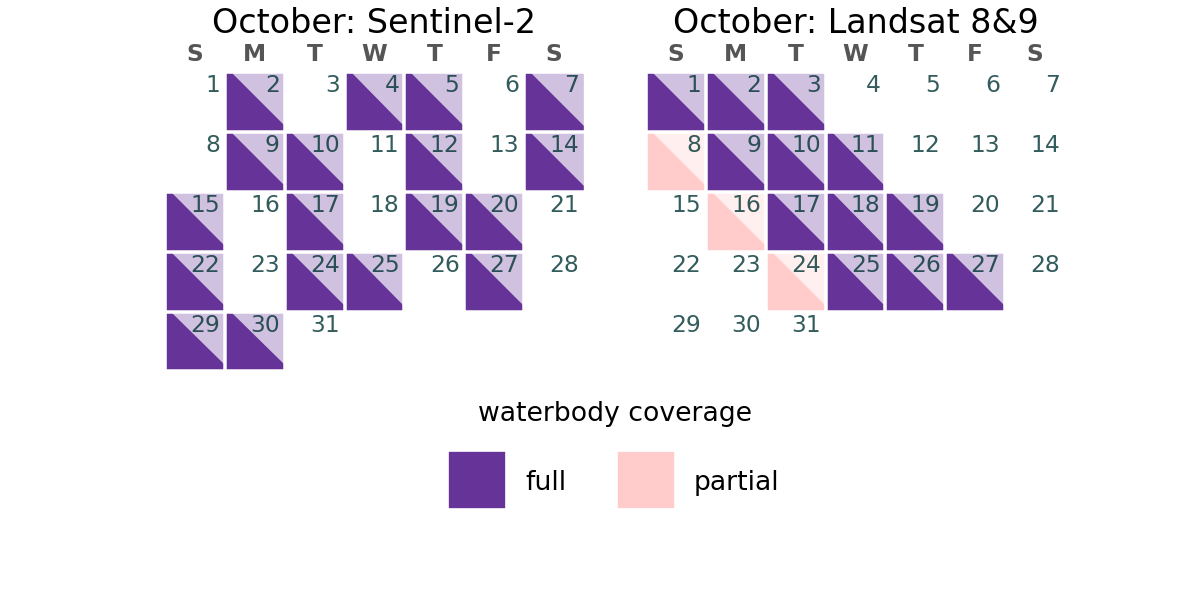 October: Sentinel-2
S M T W T F S
1 2 3 4 5 6 7
8 9 10 11 12 13 14
15 16 17 18 19 20 21
22 23 24 25 26 27 28
29 30 31
October: Landsat 8&9
S M T W T F S
1 2 3 4 5 6 7
8 9 10 11 12 13 14
15 16 17 18 19 20 21
22 23 24 25 26 27 28
29 30 31
waterbody coverage
full
partial